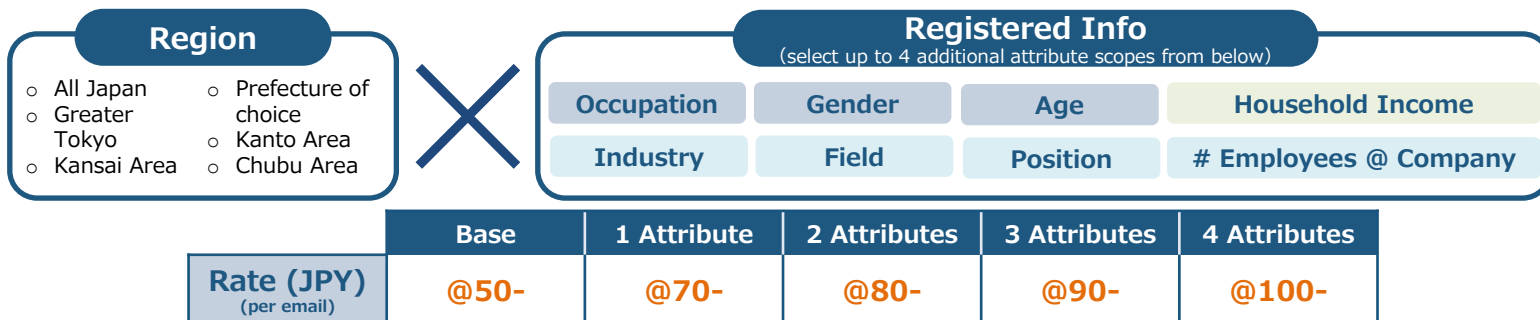 Region
○ All Japan
○ Greater
Tokyo
○ Kansai Area
○ Prefecture of
choice
○ Kanto Area
○ Chubu Area
Registered Info
(select up to 4 additional attribute scopes from below)
Occupation Gender Age Household Income
Industry Field Position # Employees @ Company
Base 1 Attribute 2 Attributes 3 Attributes 4 Attributes
Rate (JPY)
(per email)
@50- @70- @80- @90- @100-